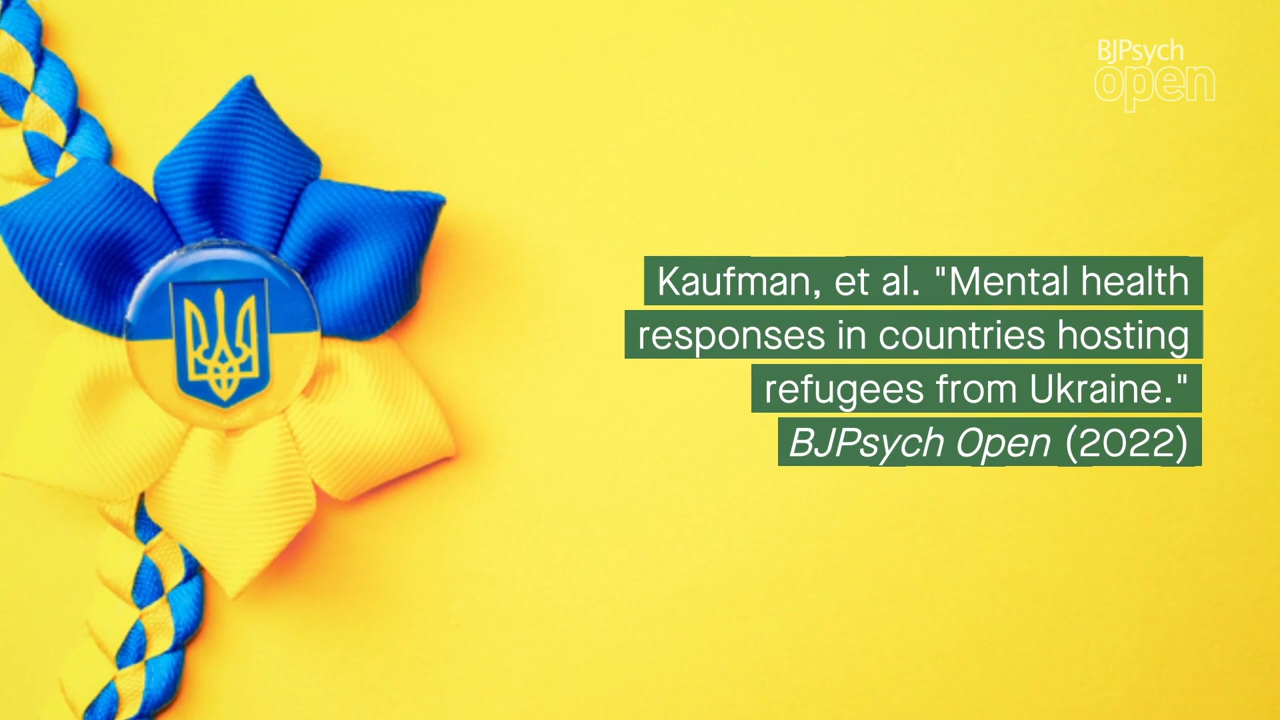 BJPsych
open
Kaufman, et al. "Mental health
responses in countries hosting
refugees from Ukraine."
BJPsych Open (2022)